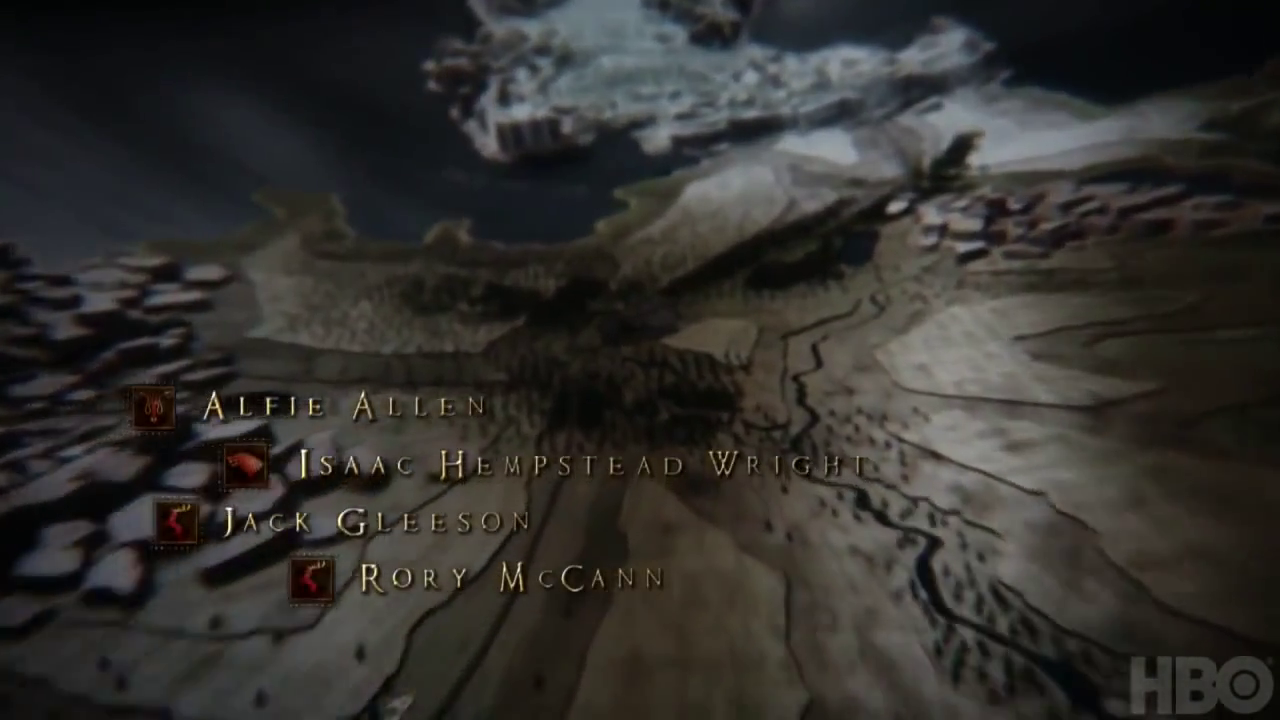 Alfie Allen
Isaac Hempstead Wright
Jack Gleeson
Rory McCann
HBO